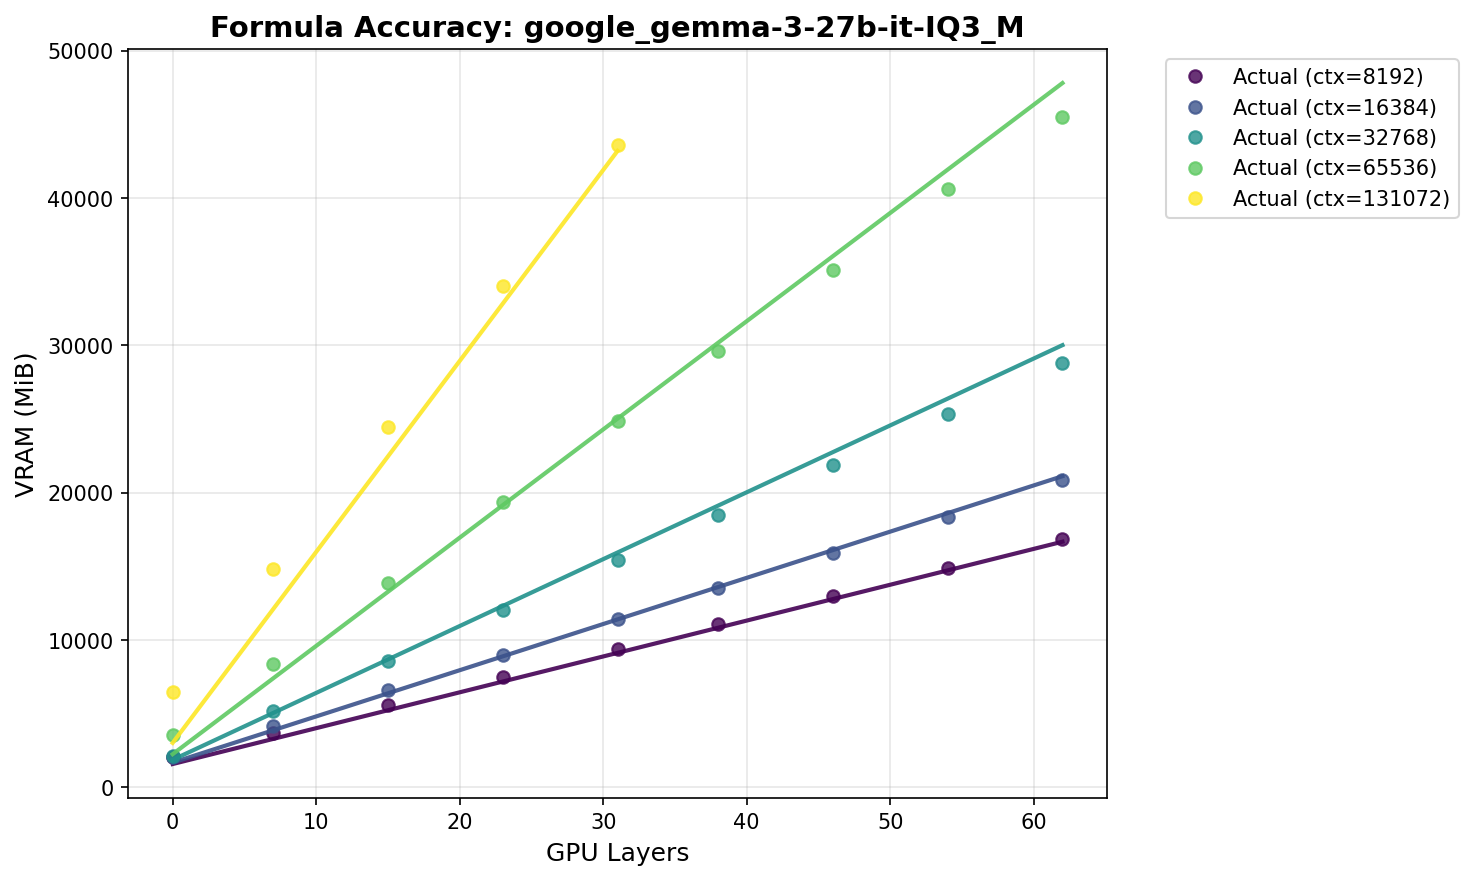 Formula Accuracy: google_gemma-3-27b-it-IQ3_M
50000
40000
30000
20000
10000
0
VRAM (MiB)
0 10 20 30 40 50 60
GPU Layers
Actual (ctx=8192)
Actual (ctx=16384)
Actual (ctx=32768)
Actual (ctx=65536)
Actual (ctx=131072)